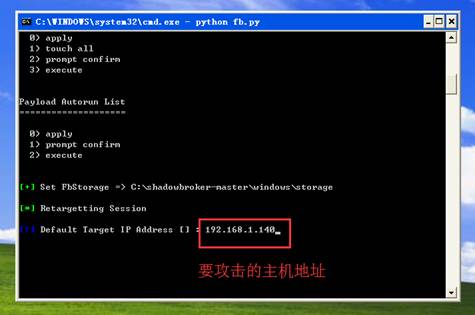 C:\WINDOWS\system32\cmd.exe - python fb.py
0) apply
1) touch all
2) prompt confirm
3) execute
Payload Autorun List
====================
0) apply
1) prompt confirm
2) execute
[+] Set FbStorage => C:\shadowbroker-master\windows\storage
[*] Retargetting Session
[?] Default Target IP Address [] : 192.168.1.140_
要攻击的主机地址